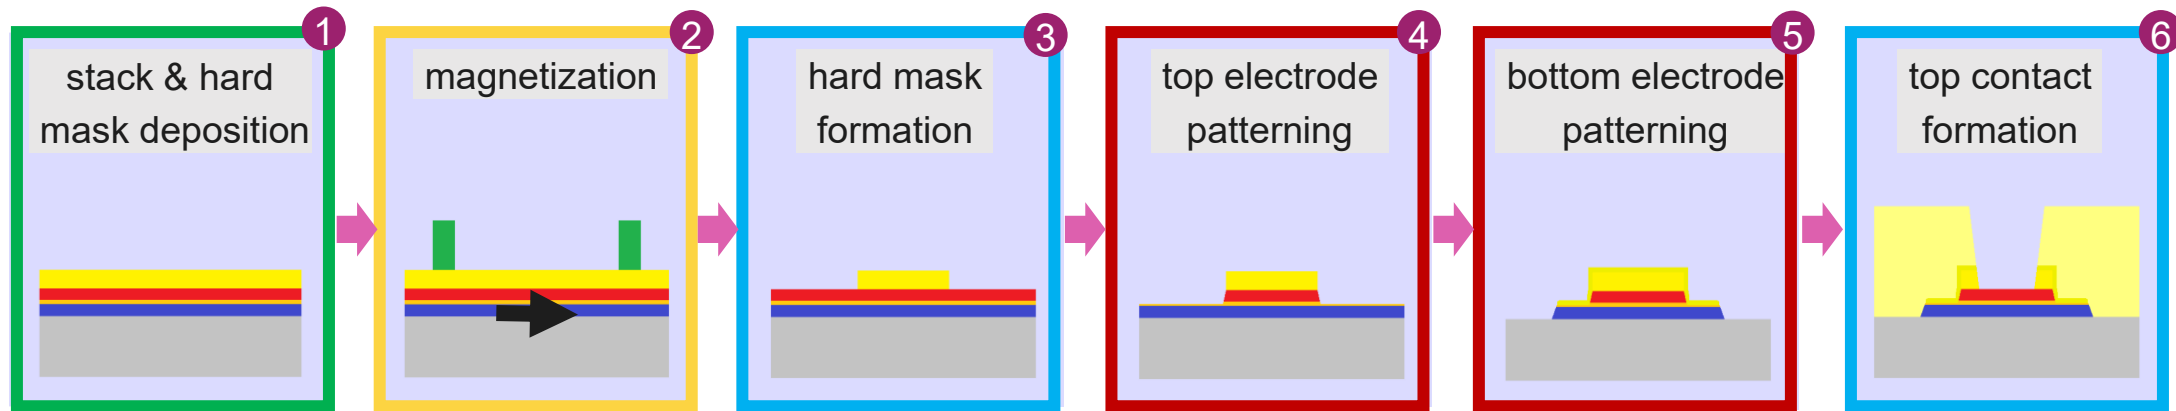 1
stack & hard
mask deposition
2
magnetization
3
hard mask
formation
4
top electrode
patterning
5
bottom electrode
patterning
6
top contact
formation